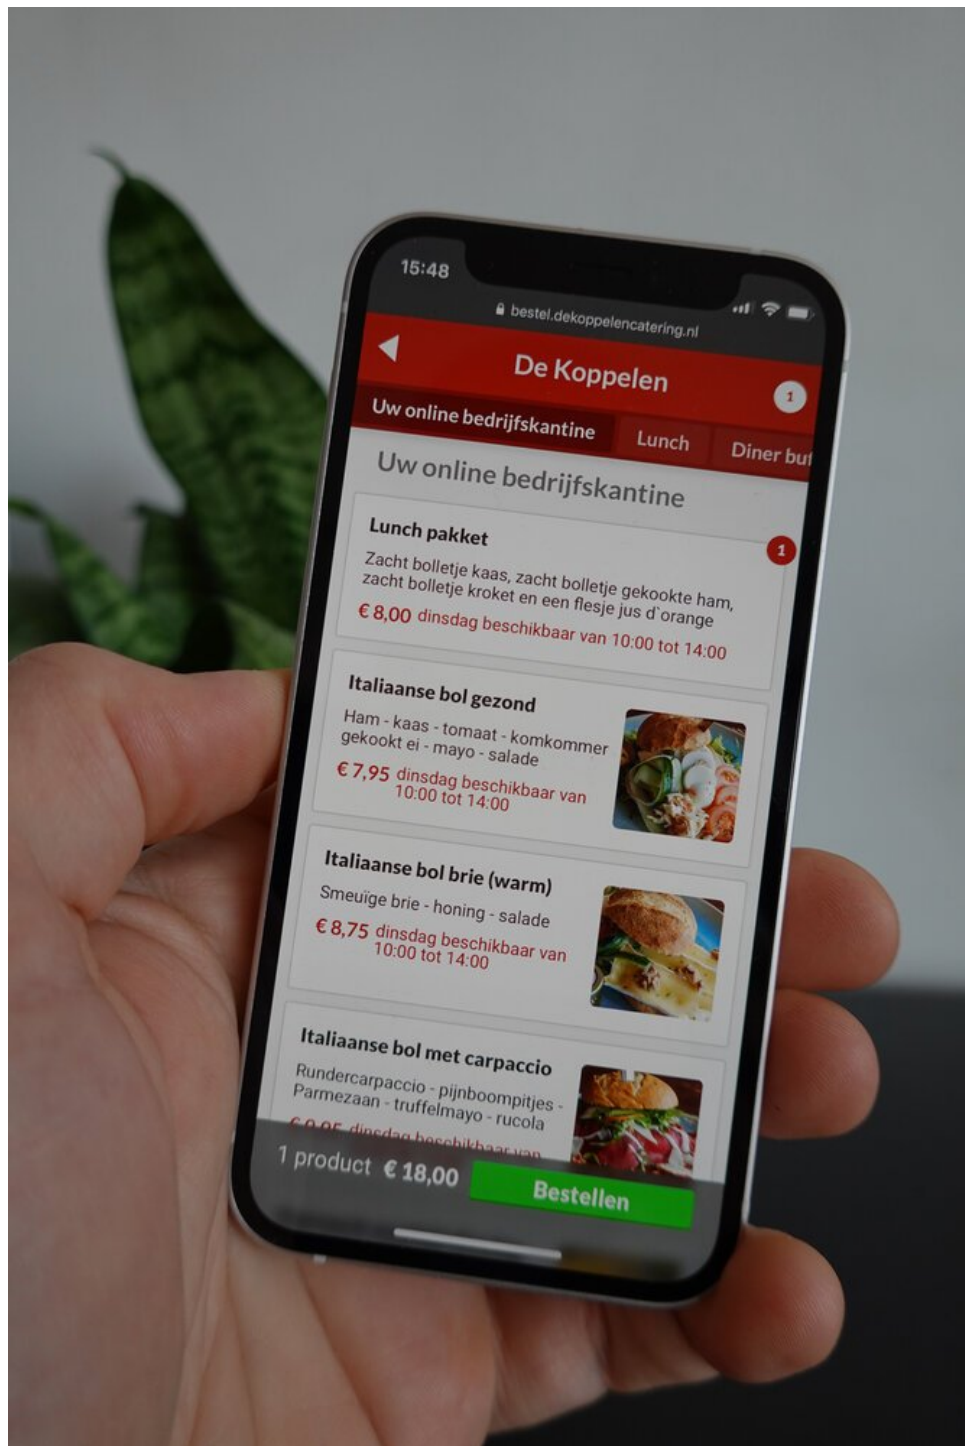 15:48
bestel.dekoppelencatering.nl
De Koppelen
1
Uw online bedrijfskantine Lunch Diner buf
Uw online bedrijfskantine
1
Lunch pakket
Zacht bolletje kaas, zacht bolletje gekookte ham,
zacht bolletje kroket en een flesje jus d`orange
€ 8,00 dinsdag beschikbaar van 10:00 tot 14:00
Italiaanse bol gezond
Ham - kaas - tomaat - komkommer
gekookt ei - mayo - salade
€ 7,95 dinsdag beschikbaar van
10:00 tot 14:00
Italiaanse bol brie (warm)
Smeuïge brie - honing - salade
€ 8,75 dinsdag beschikbaar van
10:00 tot 14:00
Italiaanse bol met carpaccio
Rundercarpaccio - pijnboompitjes -
Parmezaan - truffelmayo - rucola
dinsdag beschikbaar van
1 product € 18,00 Bestellen